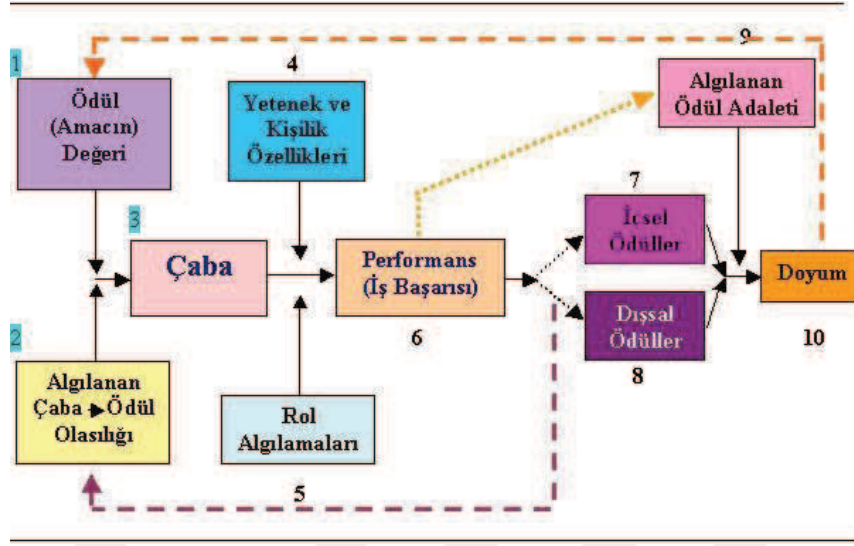 1
Ödül
(Amacın)
Değeri
4
Yetenek ve
Kişilik
Özellikleri
9
Algılanan
Ödül Adaleti
3
Çaba
Performans
(İş Başarısı)
6
7
İcsel
Ödüller
Dışsal
Ödüller
8
Doyum
10
2
Algılanan
Çaba Ödül
Olasılığı
Rol
Algılamaları
5